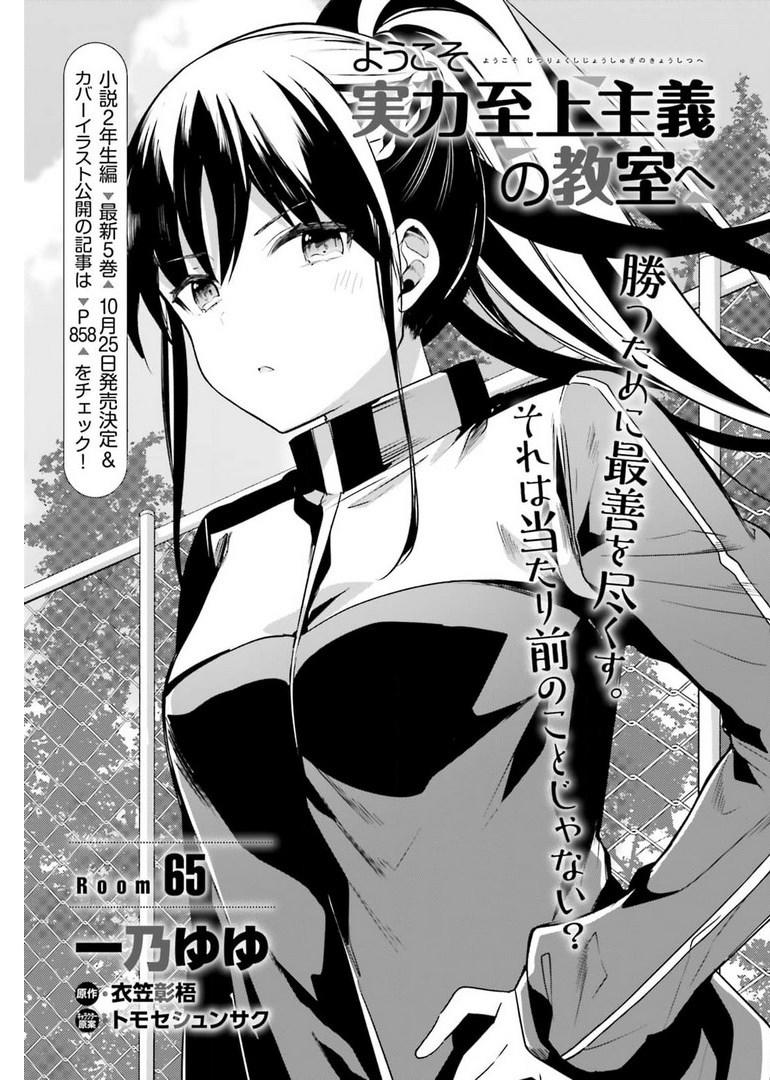 ようこそ
ようこそ じつりょくしじょうしゅぎのきょうしつへ
実力至上主義
の教室へ
小説2年生編▼最新5巻▲10月25日発売決定&
カバーイラスト公開の記事は▼P858▲をチェック!
勝つために最善を尽くす。
それは当たり前のことじゃない?
Room 65
一乃ゆゆ
原作・衣笠彰梧
キャラクター原案・トモセシュンサク